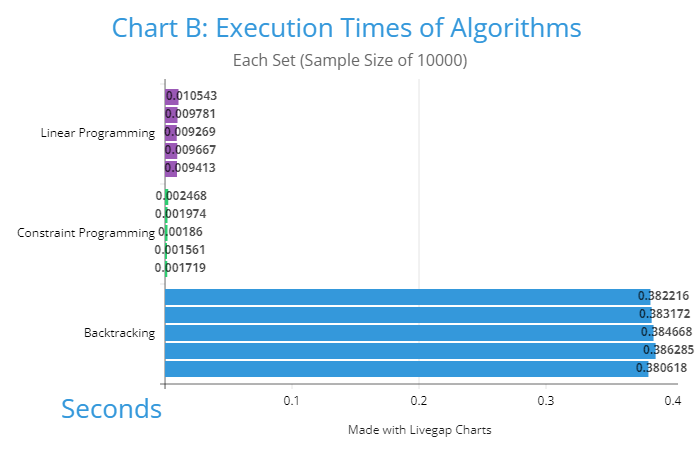 Chart B: Execution Times of Algorithms
Each Set (Sample Size of 10000)
0.010543
0.009781
Linear Programming 0.009269
0.009667
0.009413
0.002468
0.001974
Constraint Programming 0.00186
0.001561
0.001719
0.382216
0.383172
Backtracking 0.384668
0.386285
0.380618
0.1 0.2 0.3 0.4
Seconds
Made with Livegap Charts